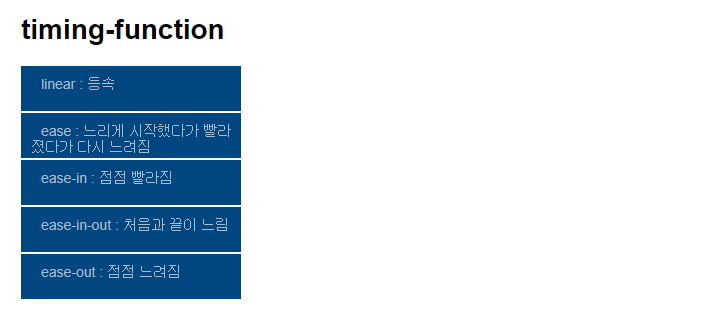 timing-function
linear : 등속
ease : 느리게 시작했다가 빨라
졌다가 다시 느려짐
ease-in : 점점 빨라짐
ease-in-out : 처음과 끝이 느림
ease-out : 점점 느려짐